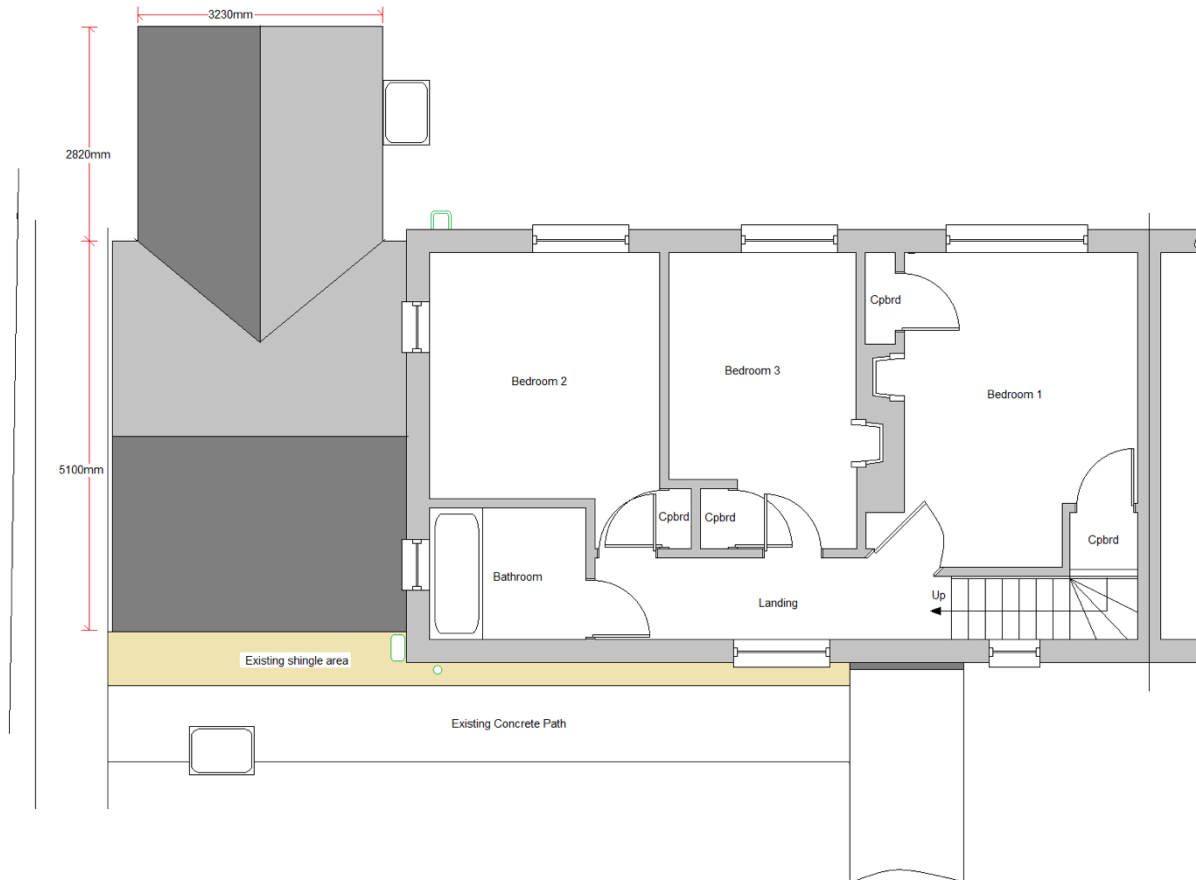 3230mm
2820mm
Cpbrd
Bedroom 2
Bedroom 3
Bedroom 1
5100mm
Cpbrd
Cpbrd
Cpbrd
Bathroom
Up
Landing
Existing shingle area
Existing Concrete Path